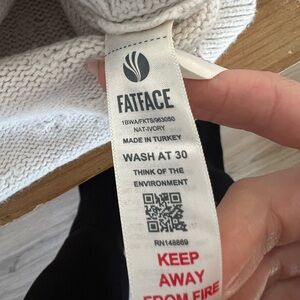 FATFACE
18WA/FKTS/963050
NAT-IVORY
MADE IN TURKEY
WASH AT 30
THINK OF THE
ENVIRONMENT
RN148669
KEEP
AWAY
FROM FIRE